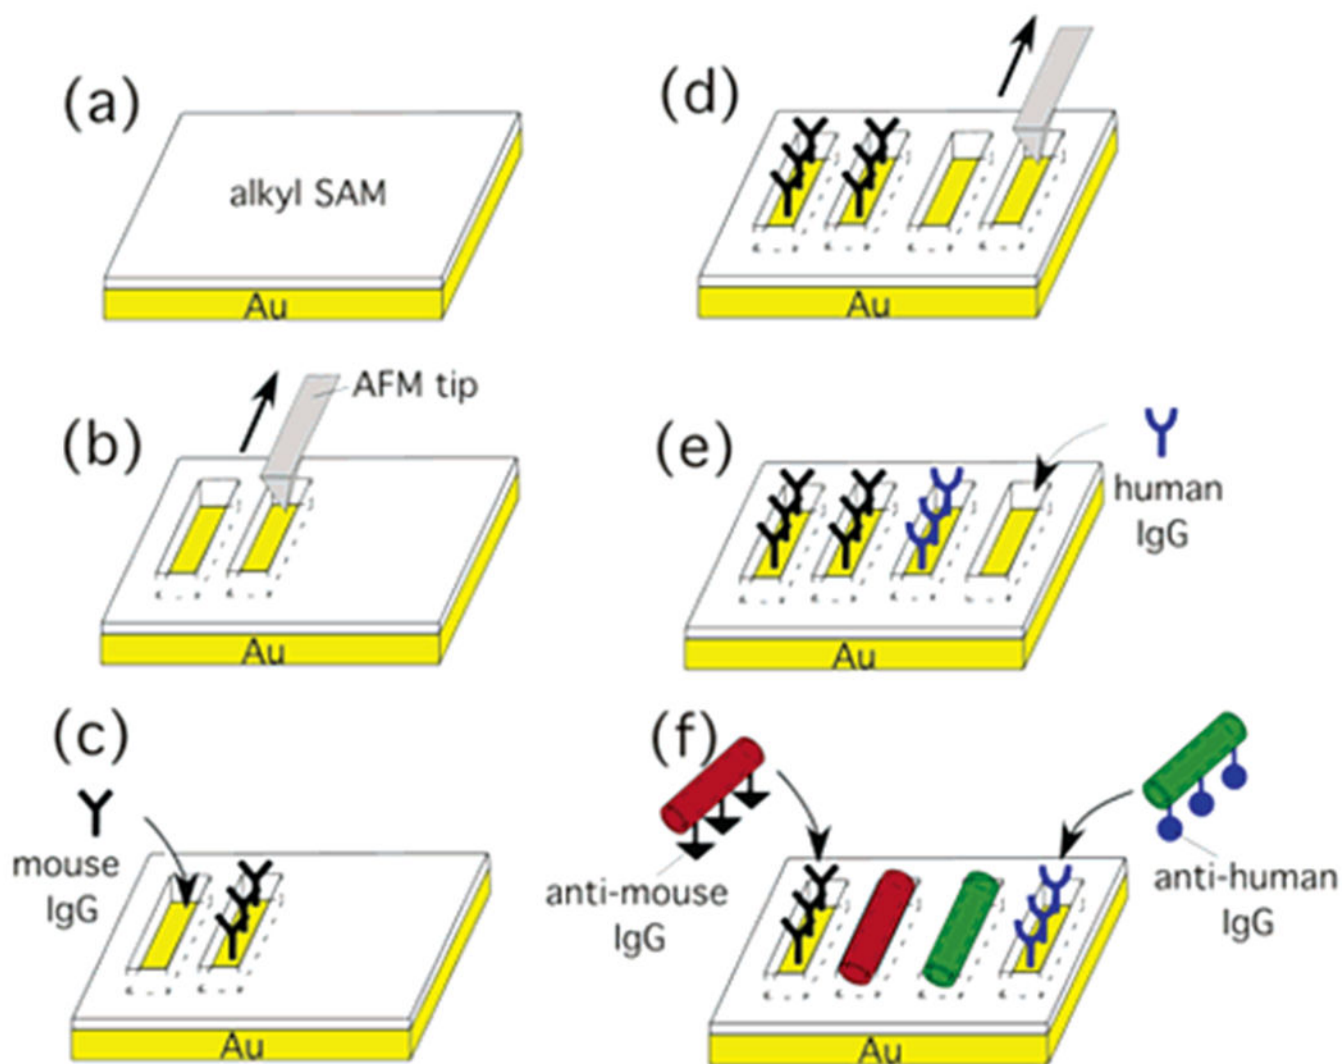 (a)
alkyl SAM
Au
(b)
AFM tip
Au
(c)
mouse
IgG
Au
(d)
Au
(e)
human
IgG
Au
(f)
anti-mouse
IgG
anti-human
IgG
Au